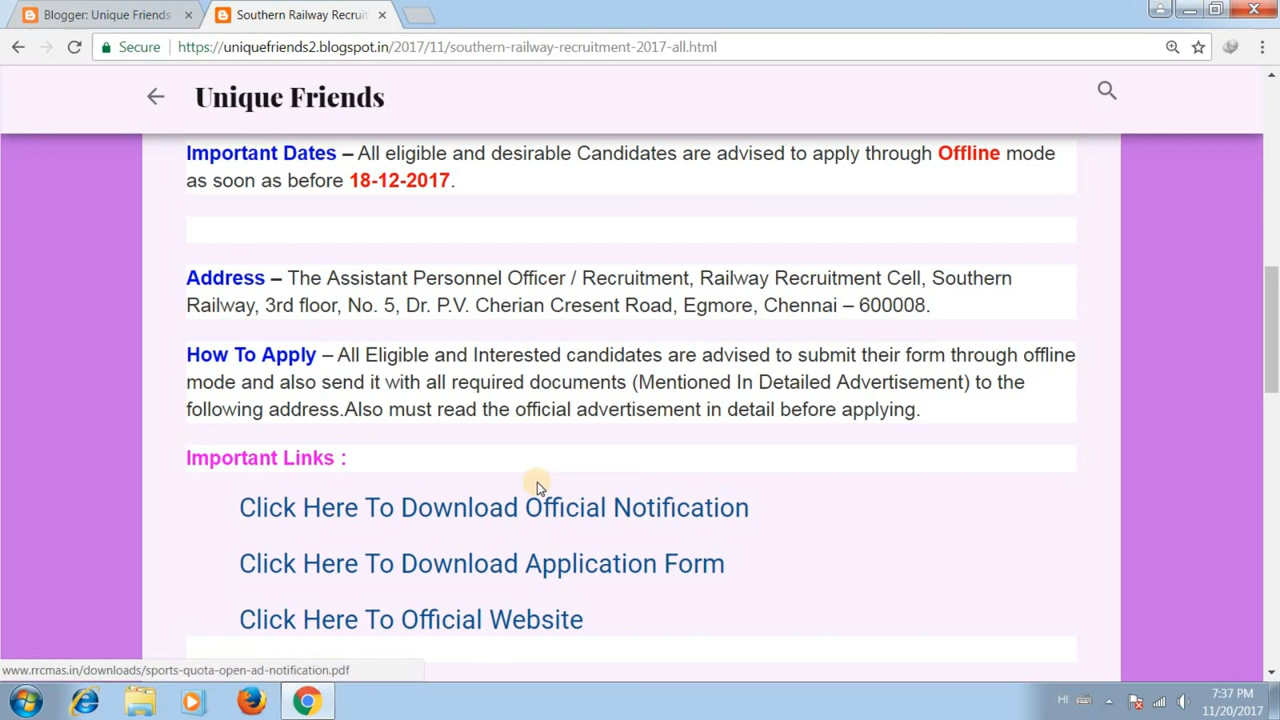 Blogger: Unique Friends
Southern Railway Recruit
Secure
https://uniquefriends2.blogspot.in/2017/11/southern-railway-recruitment-2017-all.html
Unique Friends
Important Dates – All eligible and desirable Candidates are advised to apply through Offline mode
as soon as before 18-12-2017.
Address – The Assistant Personnel Officer / Recruitment, Railway Recruitment Cell, Southern
Railway, 3rd floor, No. 5, Dr. P.V. Cherian Cresent Road, Egmore, Chennai – 600008.
How To Apply – All Eligible and Interested candidates are advised to submit their form through offline
mode and also send it with all required documents (Mentioned In Detailed Advertisement) to the
following address.Also must read the official advertisement in detail before applying.
Important Links :
Click Here To Download Official Notification
Click Here To Download Application Form
Click Here To Official Website
www.rrcmas.in/downloads/sports-quota-open-ad-notification.pdf
HI
7:37 PM
11/20/2017